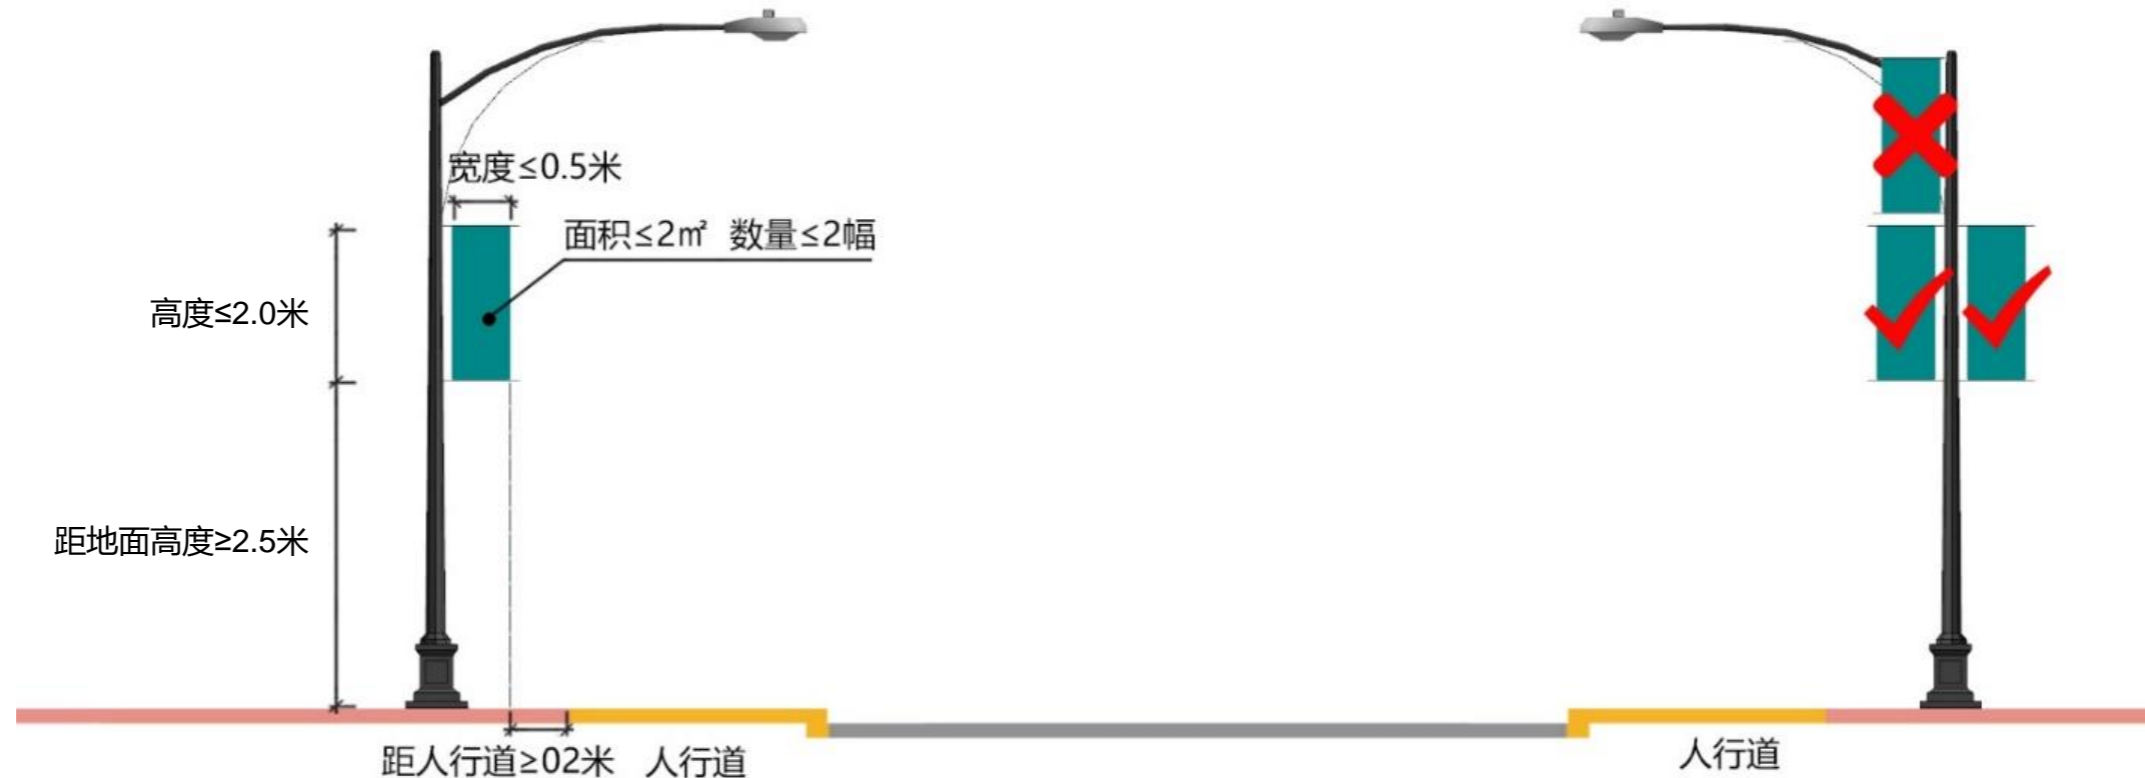 宽度≤0.5米
面积≤2㎡ 数量≤2幅
高度≤2.0米
距地面高度≥2.5米
距人行道≥02米 人行道
人行道